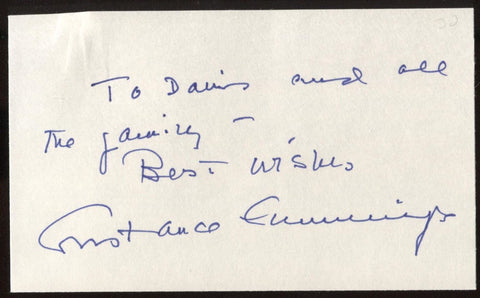 To Davis and all
the family -
Best wishes
Constance Cummings